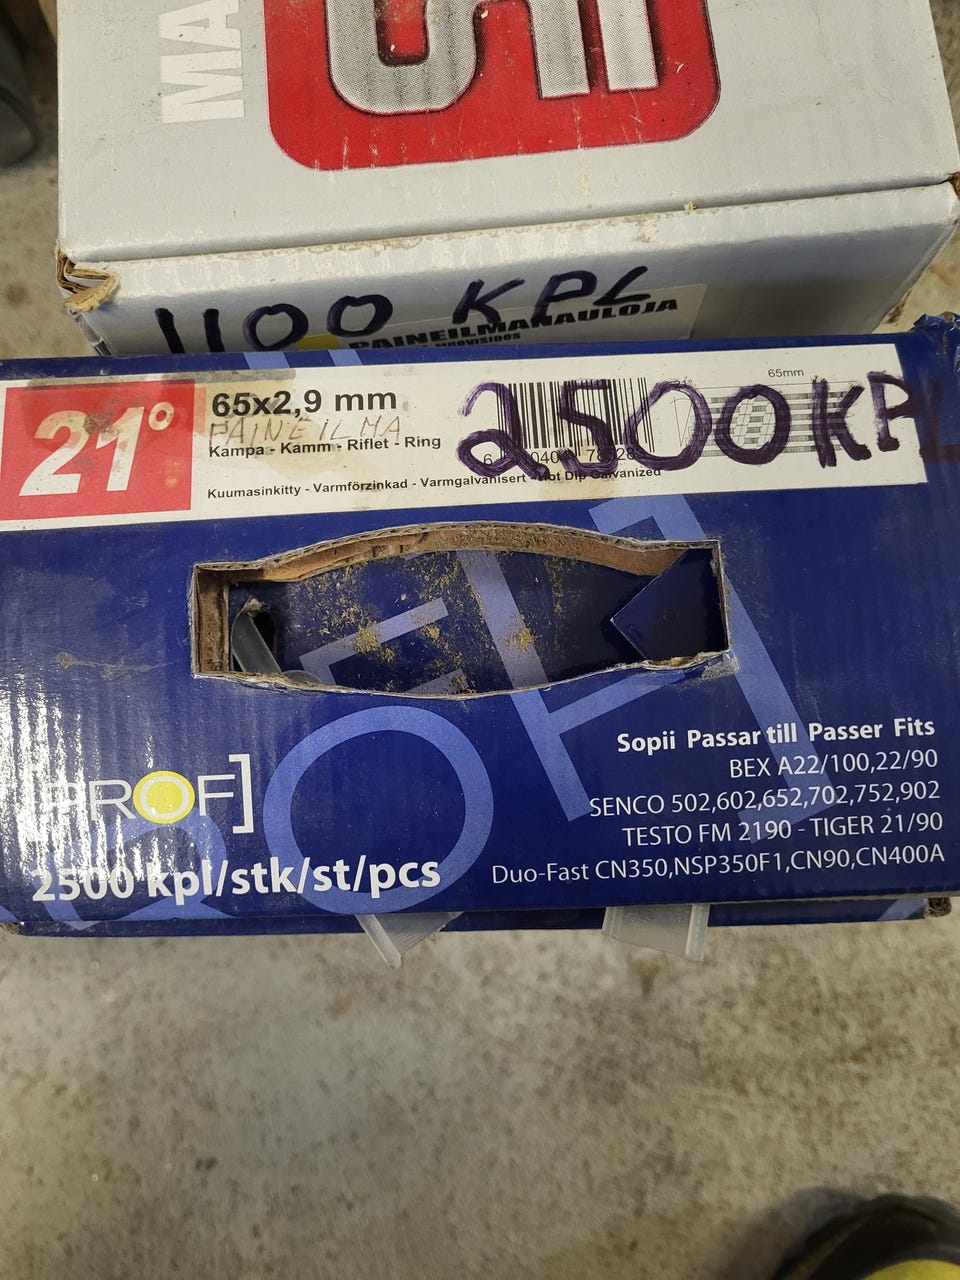 MA
1100 KPL
PAINEILMANAULOJA
21°
65x2,9 mm
PAINEILMA
Kampa - Kamm - Riflet - Ring
Kuumasinkitty - Varmförzinkad - Varmgalvanisert - Hot Dip Galvanized
65mm
2500 KPL
PROF
Sopii Passar till Passer Fits
BEX A22/100,22/90
SENCO 502,602,652,702,752,902
TESTO FM 2190 - TIGER 21/90
Duo-Fast CN350,NSP350F1,CN90,CN400A
2500 kpl/stk/st/pcs